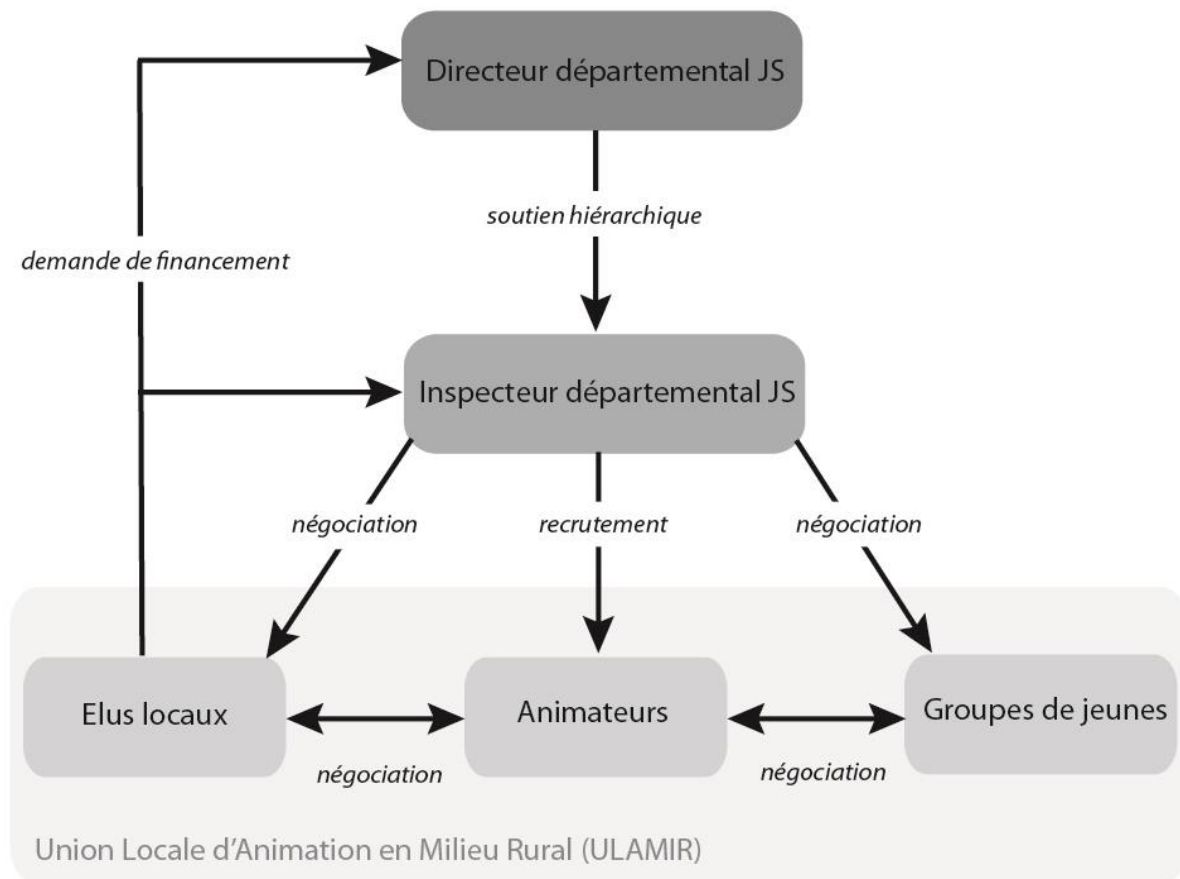 Directeur départemental JS
soutien hiérarchique
demande de financement
Inspecteur départemental JS
négociation
recrutement
négociation
Elus locaux
Animateurs
Groupes de jeunes
négociation
négociation
Union Locale d'Animation en Milieu Rural (ULAMIR)